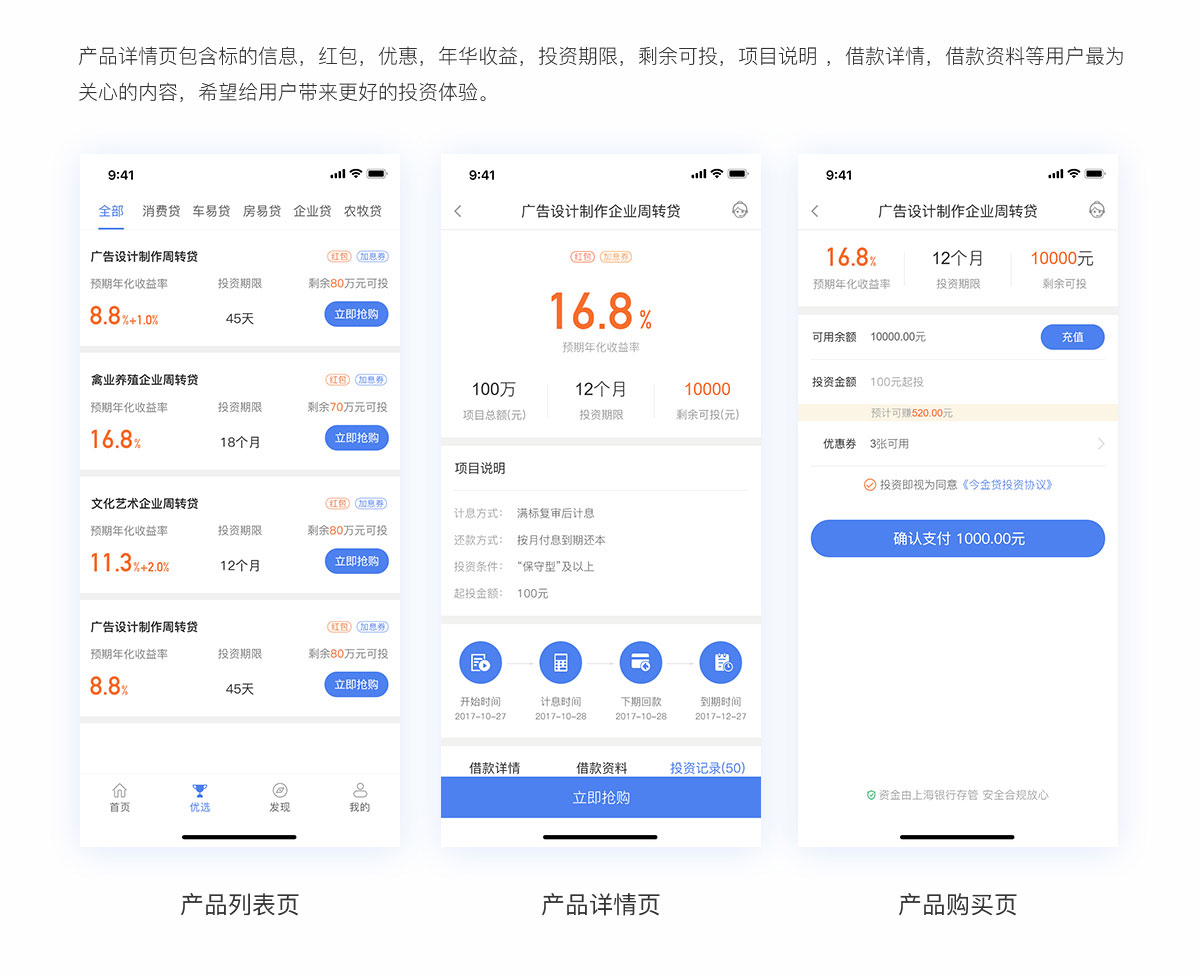 产品详情页包含标的信息，红包，优惠，年华收益，投资期限，剩余可投，项目说明 ，借款详情，借款资料等用户最为
关心的内容，希望给用户带来更好的投资体验。
9:41
全部 消费贷 车易贷 房易贷 企业贷 农牧贷
广告设计制作周转贷 红包 加息券
预期年化收益率 投资期限 剩余80万元可投
8.8%+1.0% 45天 立即抢购
禽业养殖企业周转贷 红包 加息券
预期年化收益率 投资期限 剩余70万元可投
16.8% 18个月 立即抢购
文化艺术企业周转贷 红包 加息券
预期年化收益率 投资期限 剩余80万元可投
11.3%+2.0% 12个月 立即抢购
广告设计制作周转贷 红包 加息券
预期年化收益率 投资期限 剩余80万元可投
8.8% 45天 立即抢购
首页 优选 发现 我的
产品列表页
9:41
广告设计制作企业周转贷
红包 加息券
16.8%
预期年化收益率
100万 12个月 10000
项目总额(元) 投资期限 剩余可投(元)
项目说明
计息方式： 满标复审后计息
还款方式： 按月付息到期还本
投资条件： “保守型”及以上
起投金额： 100元
开始时间 计息时间 下期回款 到期时间
2017-10-27 2017-10-28 2017-10-28 2017-12-27
借款详情 借款资料 投资记录(50)
立即抢购
产品详情页
9:41
广告设计制作企业周转贷
16.8% 12个月 10000元
预期年化收益率 投资期限 剩余可投
可用余额 10000.00元 充值
投资金额 100元起投
预计可赚520.00元
优惠券 3张可用
投资即视为同意《今金贷投资协议》
确认支付 1000.00元
资金由上海银行存管 安全合规放心
产品购买页